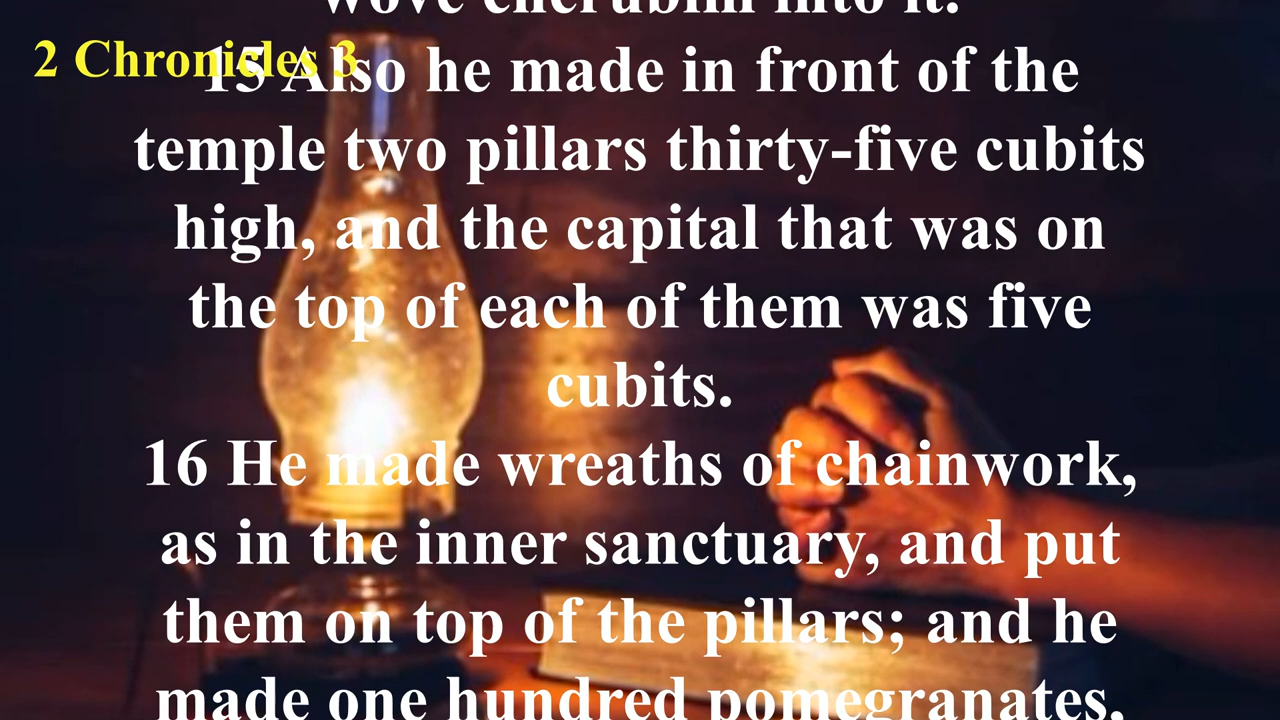 wove cherubim into it.
2 Chronicles 3
15 Also he made in front of the
temple two pillars thirty-five cubits
high, and the capital that was on
the top of each of them was five
cubits.
16 He made wreaths of chainwork,
as in the inner sanctuary, and put
them on top of the pillars; and he
made one hundred pomegranates,